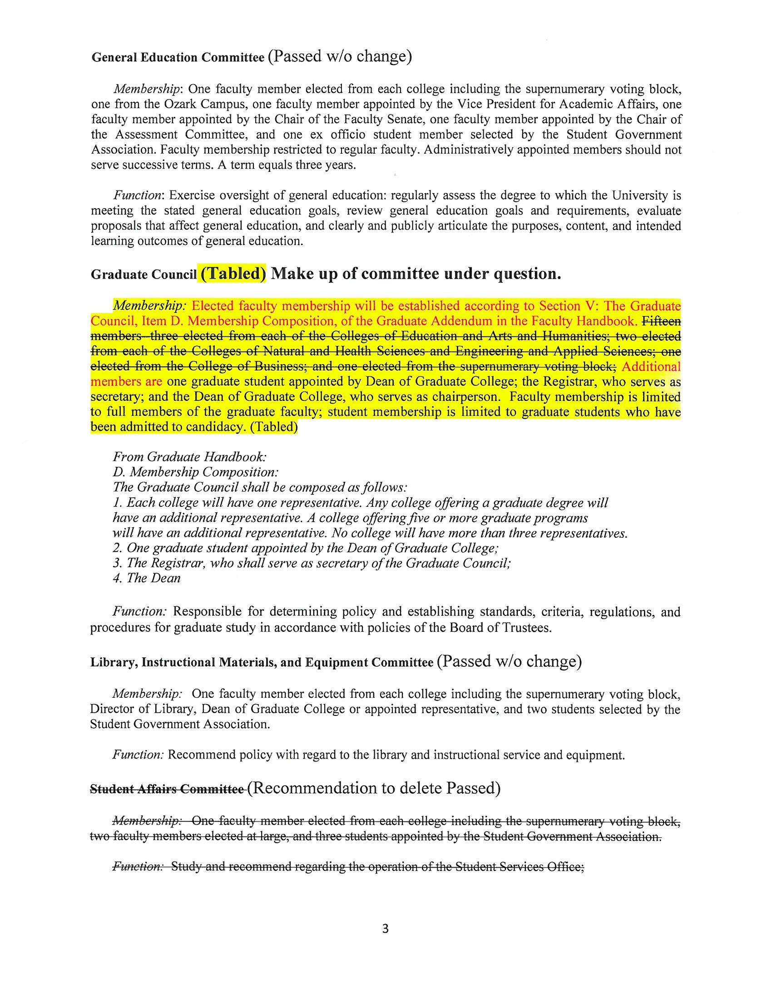 General Education Committee (Passed w/o change)
Membership: One faculty member elected from each college including the supernumerary voting block,
one from the Ozark Campus, one faculty member appointed by the Vice President for Academic Affairs, one
faculty member appointed by the Chair of the Faculty Senate, one faculty member appointed by the Chair of
the Assessment Committee, and one ex officio student member selected by the Student Government
Association. Faculty membership restricted to regular faculty. Administratively appointed members should not
serve successive terms. A term equals three years.
Function: Exercise oversight of general education: regularly assess the degree to which the University is
meeting the stated general education goals, review general education goals and requirements, evaluate
proposals that affect general education, and clearly and publicly articulate the purposes, content, and intended
learning outcomes of general education.
Graduate Council (Tabled) Make up of committee under question.
Membership: Elected faculty membership will be established according to Section V: The Graduate
Council, Item D. Membership Composition, of the Graduate Addendum in the Faculty Handbook. Fifteen
members--three elected from each of the Colleges of Education and Arts and Humanities; two elected
from each of the Colleges of Natural and Health Sciences and Engineering and Applied Sciences; one
elected from the College of Business; and one elected from the supernumerary voting block; Additional
members are one graduate student appointed by Dean of Graduate College; the Registrar, who serves as
secretary; and the Dean of Graduate College, who serves as chairperson. Faculty membership is limited
to full members of the graduate faculty; student membership is limited to graduate students who have
been admitted to candidacy. (Tabled)
From Graduate Handbook:
D. Membership Composition:
The Graduate Council shall be composed as follows:
1. Each college will have one representative. Any college offering a graduate degree will
have an additional representative. A college offering five or more graduate programs
will have an additional representative. No college will have more than three representatives.
2. One graduate student appointed by the Dean of Graduate College;
3. The Registrar, who shall serve as secretary of the Graduate Council;
4. The Dean
Function: Responsible for determining policy and establishing standards, criteria, regulations, and
procedures for graduate study in accordance with policies of the Board of Trustees.
Library, Instructional Materials, and Equipment Committee (Passed w/o change)
Membership: One faculty member elected from each college including the supernumerary voting block,
Director of Library, Dean of Graduate College or appointed representative, and two students selected by the
Student Government Association.
Function: Recommend policy with regard to the library and instructional service and equipment.
Student Affairs Committee (Recommendation to delete Passed)
Membership: One faculty member elected from each college including the supernumerary voting block,
two faculty members elected at large, and three students appointed by the Student Government Association.
Function: Study and recommend regarding the operation of the Student Services Office;
3